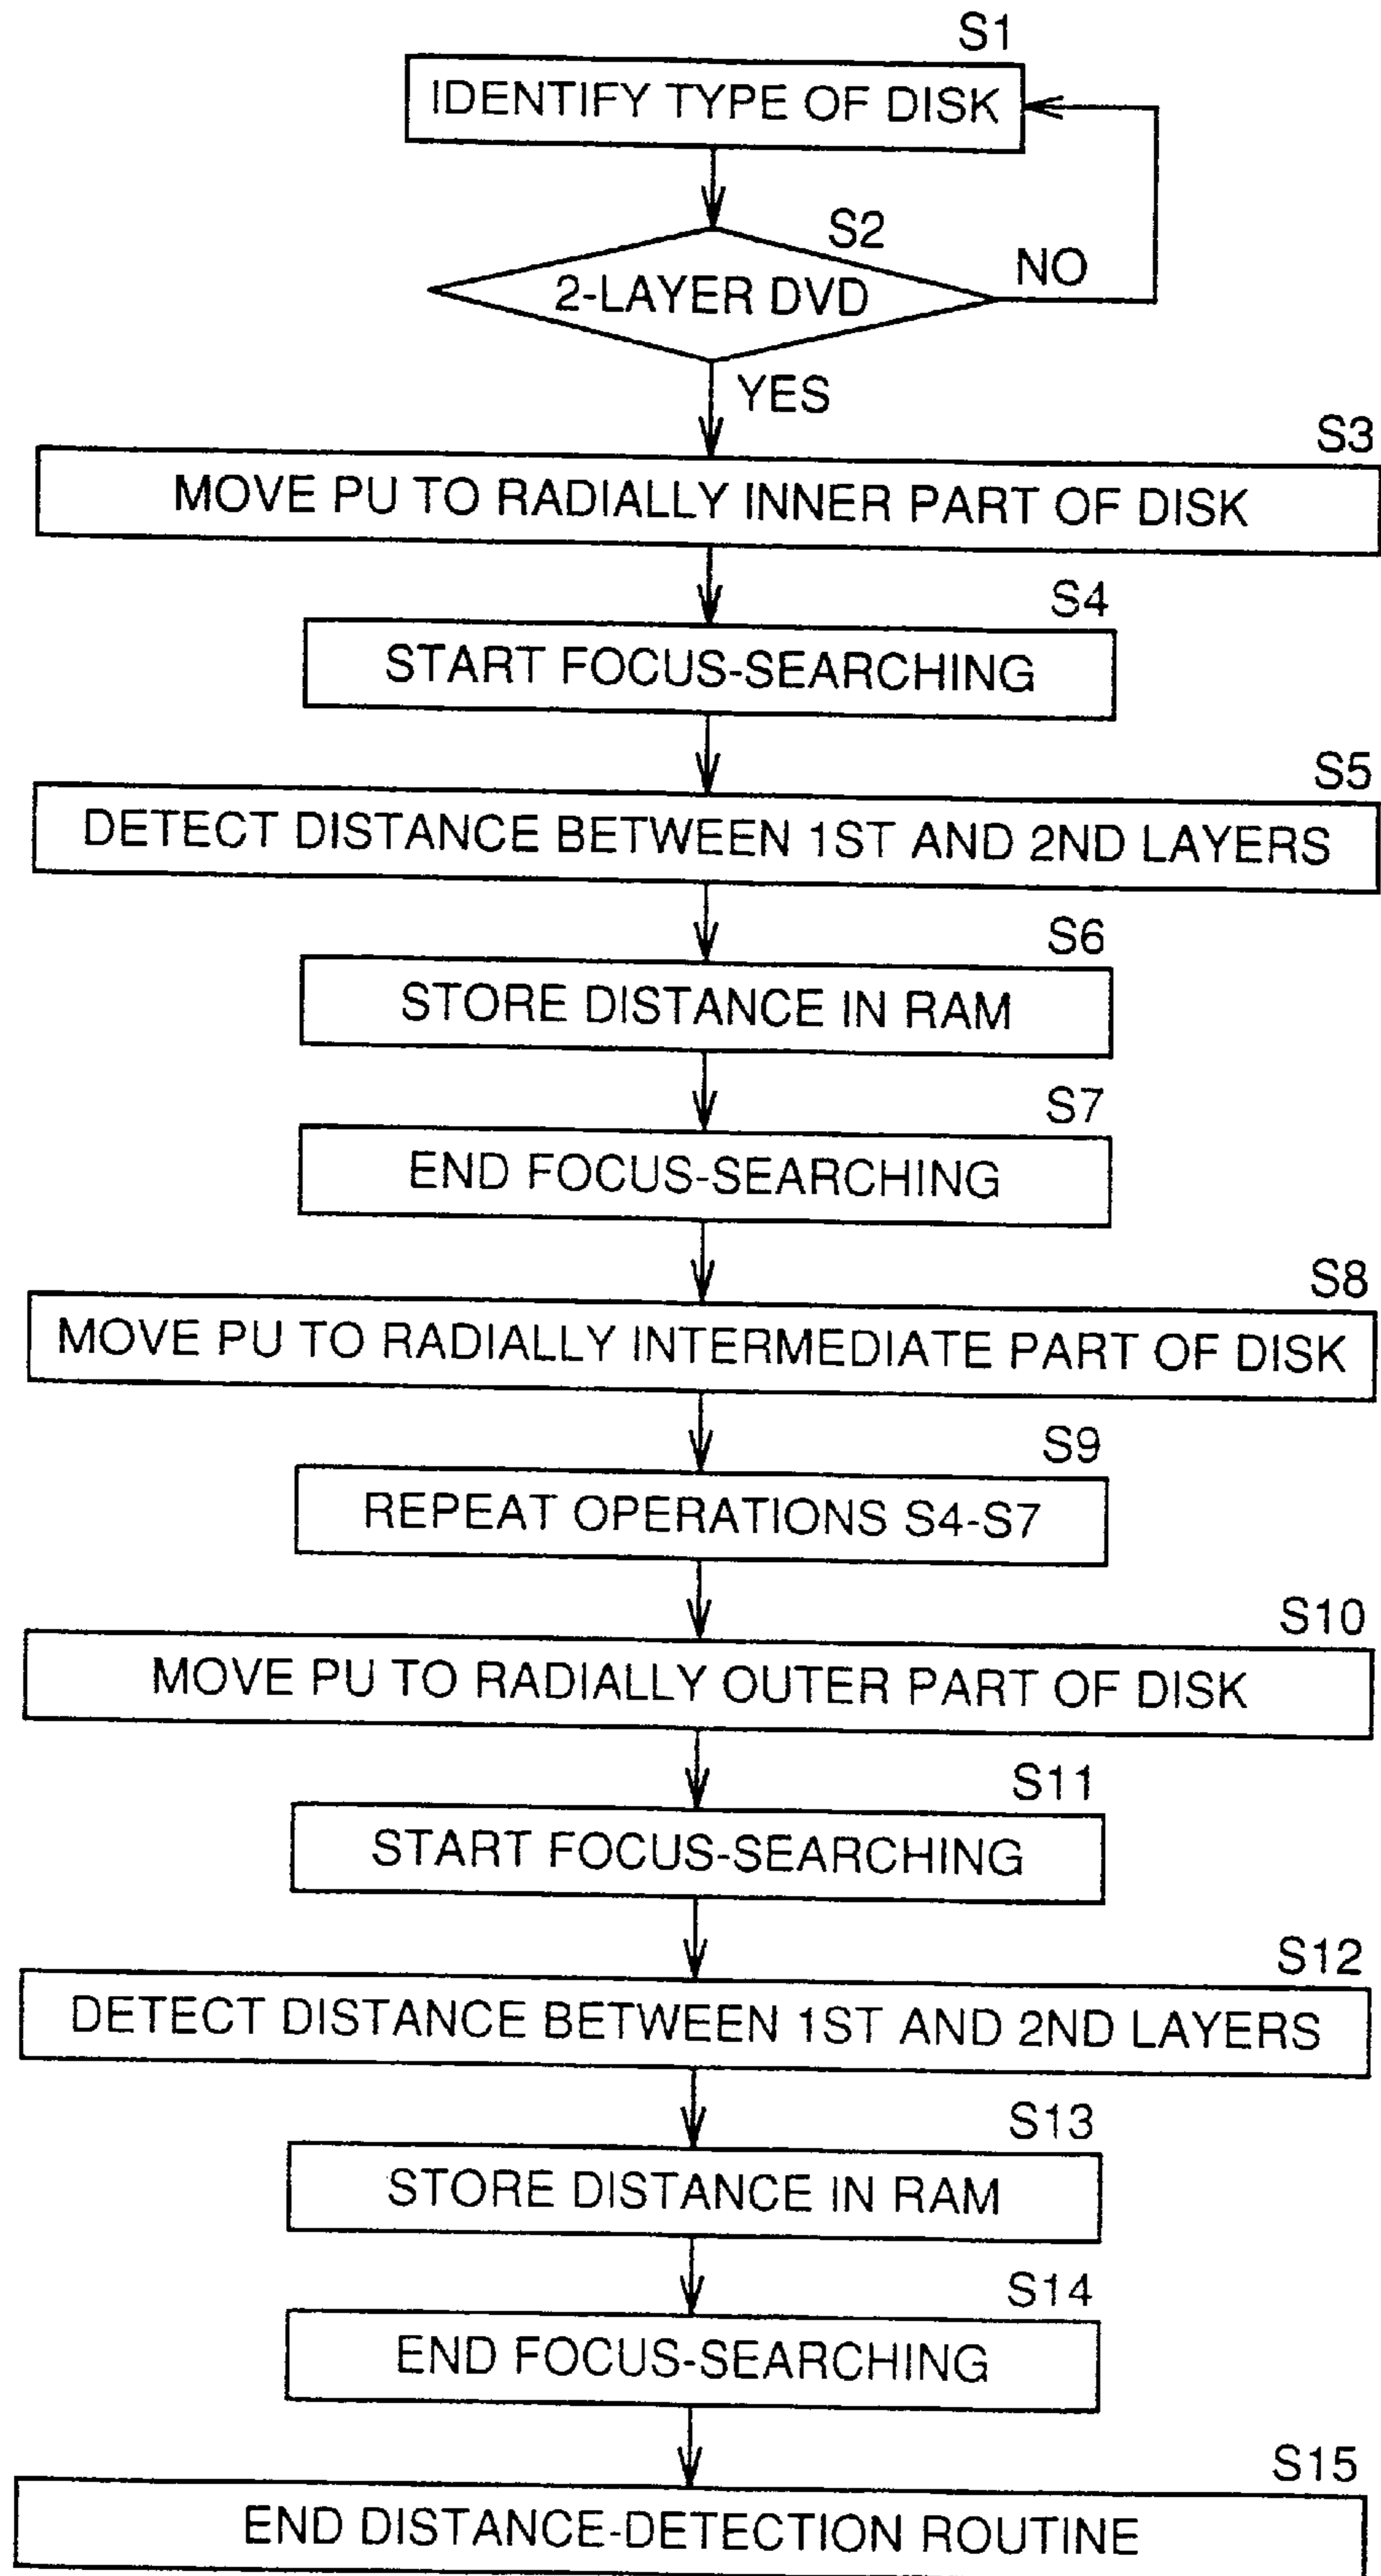 S1
IDENTIFY TYPE OF DISK
S2
2-LAYER DVD
NO
YES
S3
MOVE PU TO RADIALLY INNER PART OF DISK
S4
START FOCUS-SEARCHING
S5
DETECT DISTANCE BETWEEN 1ST AND 2ND LAYERS
S6
STORE DISTANCE IN RAM
S7
END FOCUS-SEARCHING
S8
MOVE PU TO RADIALLY INTERMEDIATE PART OF DISK
S9
REPEAT OPERATIONS S4-S7
S10
MOVE PU TO RADIALLY OUTER PART OF DISK
S11
START FOCUS-SEARCHING
S12
DETECT DISTANCE BETWEEN 1ST AND 2ND LAYERS
S13
STORE DISTANCE IN RAM
S14
END FOCUS-SEARCHING
S15
END DISTANCE-DETECTION ROUTINE